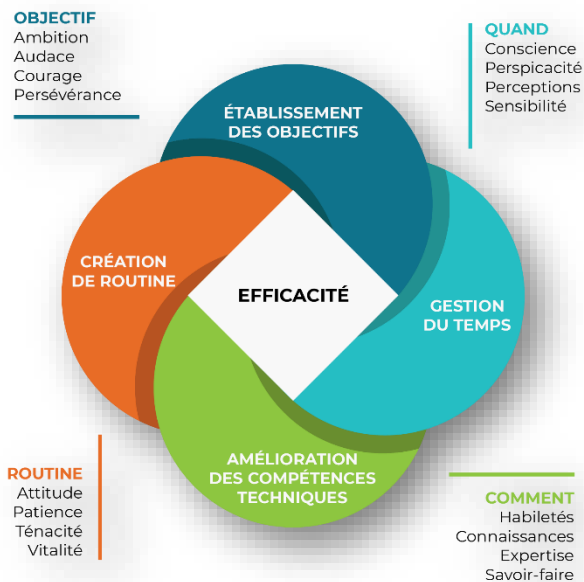 OBJECTIF
Ambition
Audace
Courage
Persévérance
QUAND
Conscience
Perspicacité
Perceptions
Sensibilité
ÉTABLISSEMENT
DES OBJECTIFS
CRÉATION
DE ROUTINE
EFFICACITÉ
GESTION
DU TEMPS
AMÉLIORATION
DES COMPÉTENCES
TECHNIQUES
ROUTINE
Attitude
Patience
Ténacité
Vitalité
COMMENT
Habiletés
Connaissances
Expertise
Savoir-faire